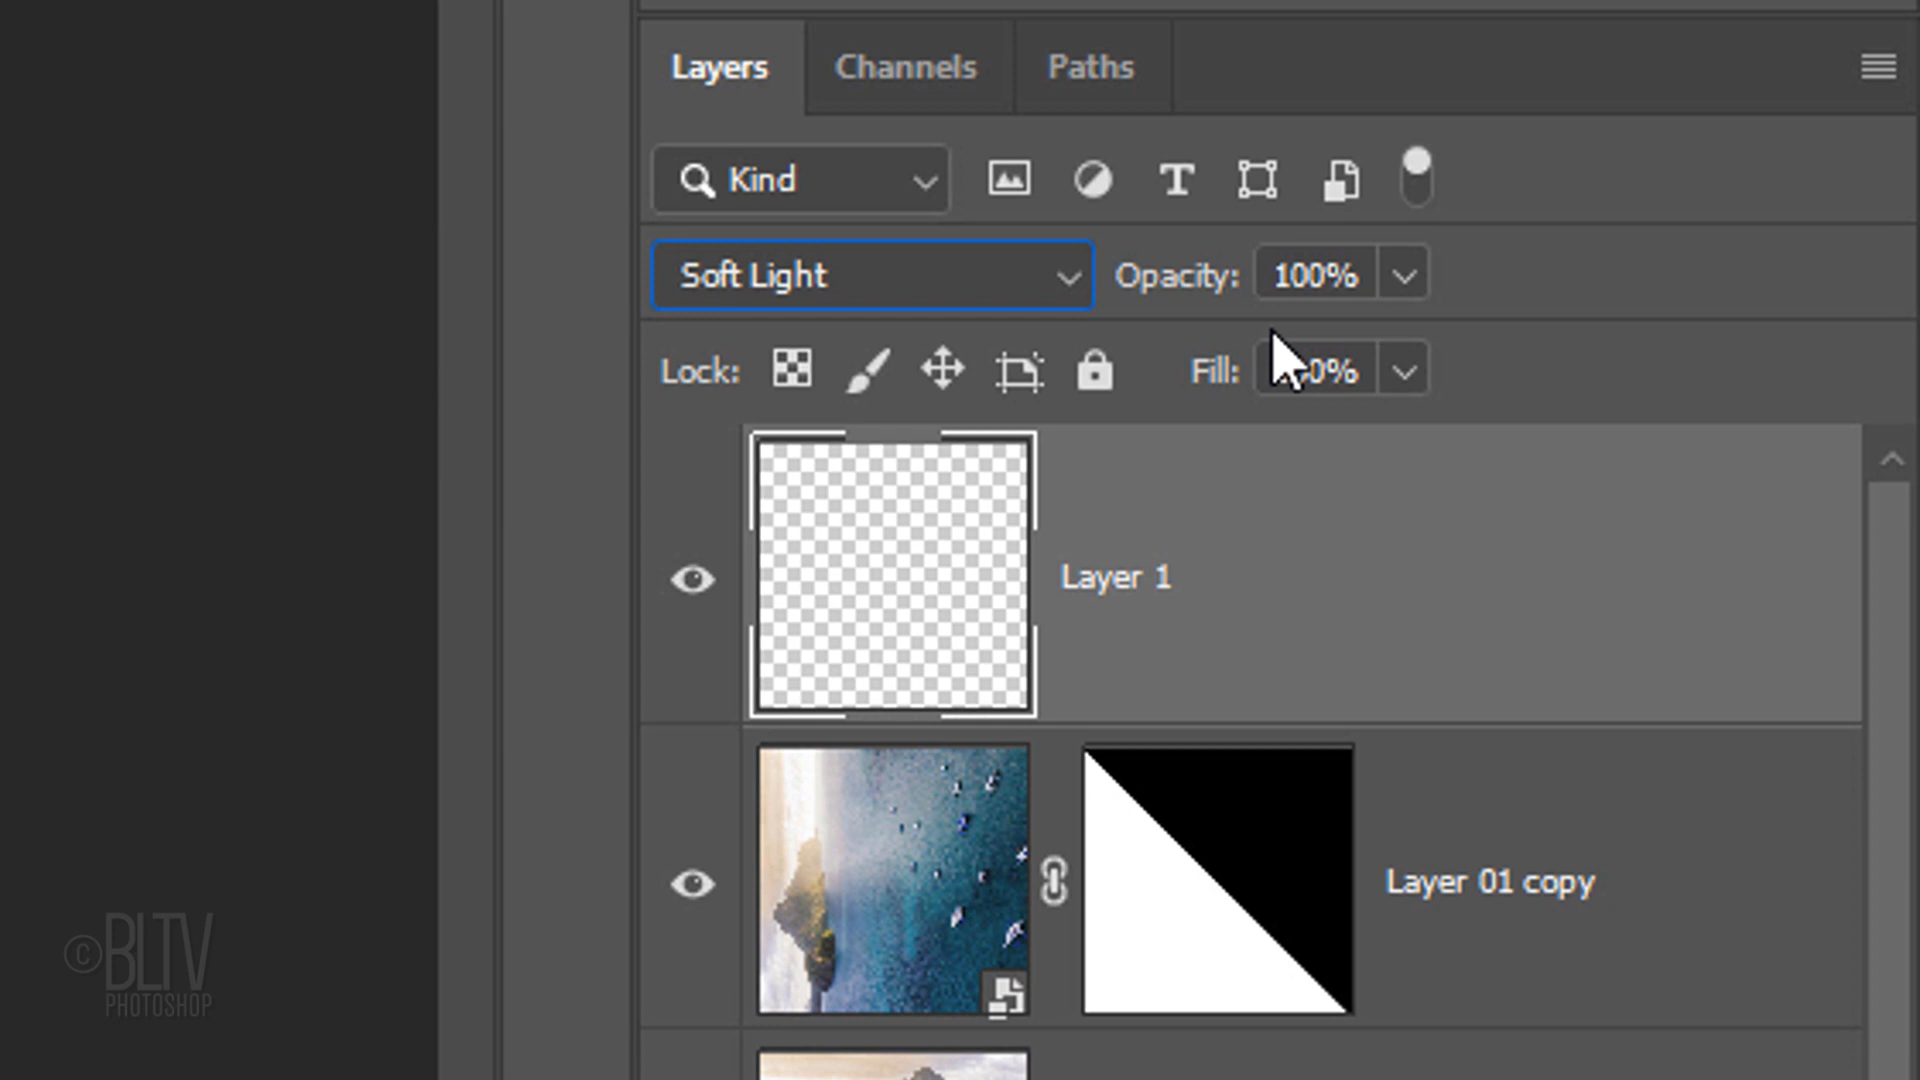 Layers Channels Paths
Kind T
Soft Light Opacity: 100%
Lock: Fill:
Layer 1
Layer 01 copy
©BLTV
PHOTOSHOP